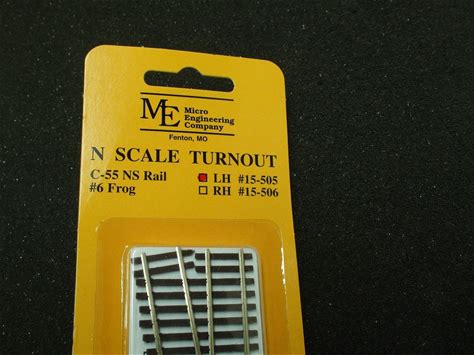 ME Micro
Engineering
Company
Fenton, MO
N SCALE TURNOUT
C-55 NS Rail LH #15-505
#6 Frog RH #15-506